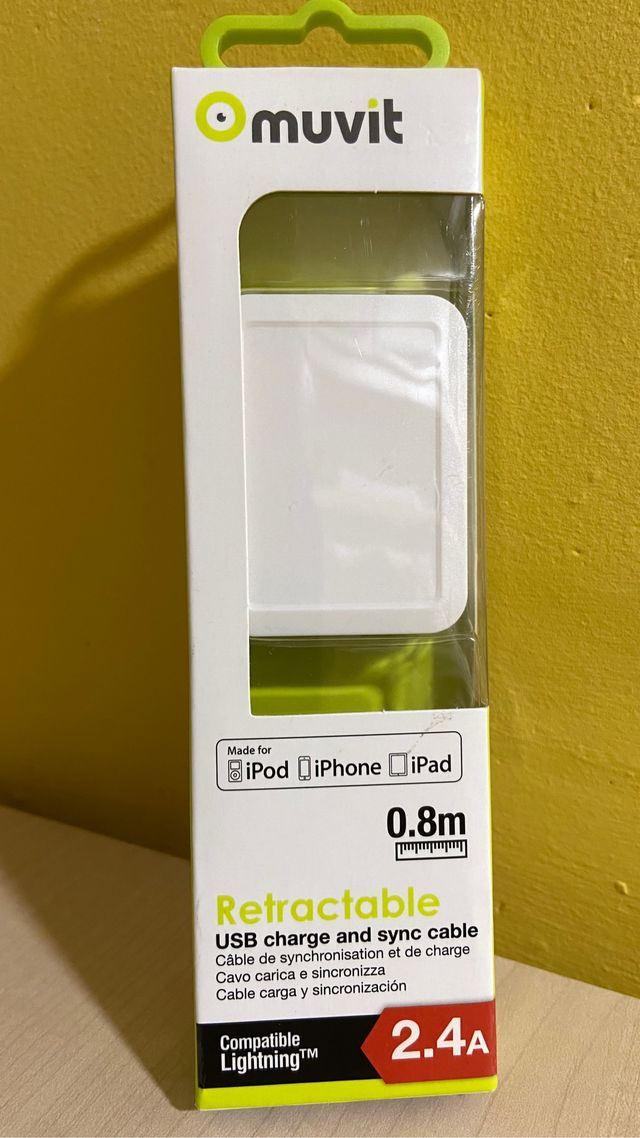 muvit
Made for
iPod iPhone iPad
0.8m
Retractable
USB charge and sync cable
Câble de synchronisation et de charge
Cavo carica e sincronizza
Cable carga y sincronización
Compatible
Lightning™
2.4A